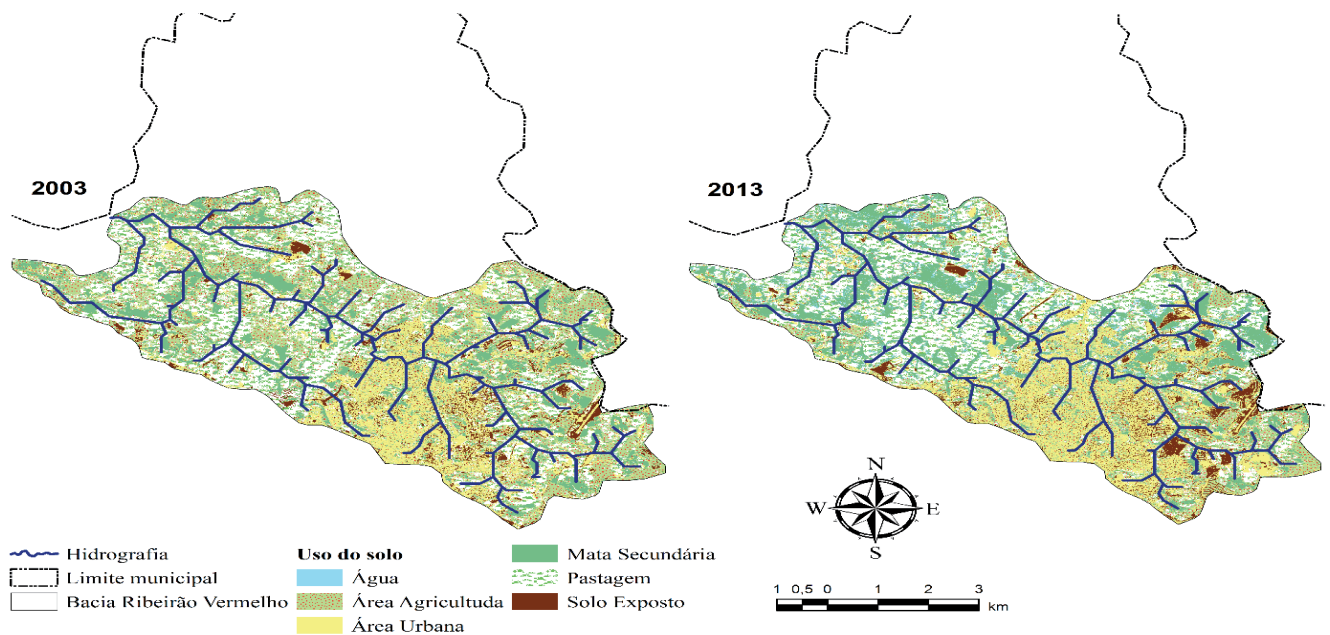 2003
2013
N
W
E
S
Hidrografia
Limite municipal
Bacia Ribeirão Vermelho
Uso do solo
Água
Área Agricultuda
Área Urbana
Mata Secundária
Pastagem
Solo Exposto
1 0,5 0 1 2 3
km